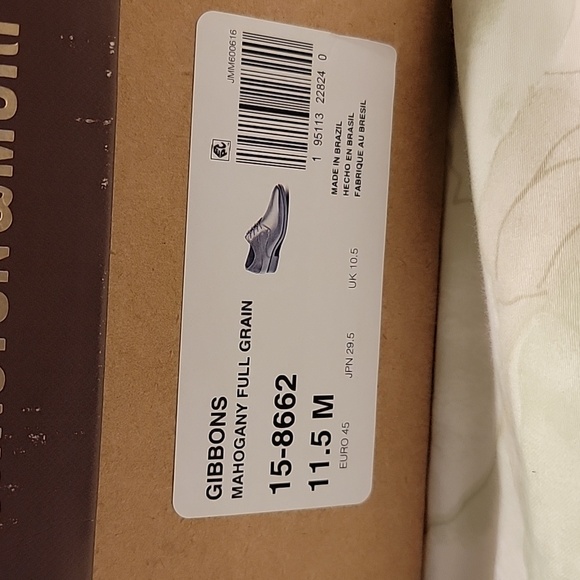 GIBBONS
MAHOGANY FULL GRAIN
15-8662
11.5 M
EURO 45
JPN 29.5
UK 10.5
JMM600616
1 95113 22824 0
MADE IN BRAZIL
HECHO EN BRASIL
FABRIQUE AU BRESIL